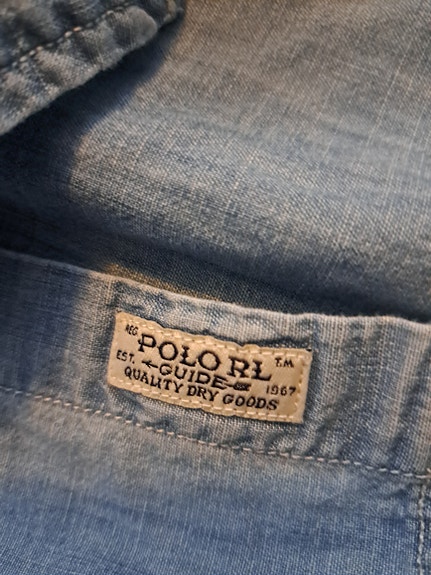 REG. POLO RL T.M.
EST. GUIDE 1967
QUALITY DRY GOODS